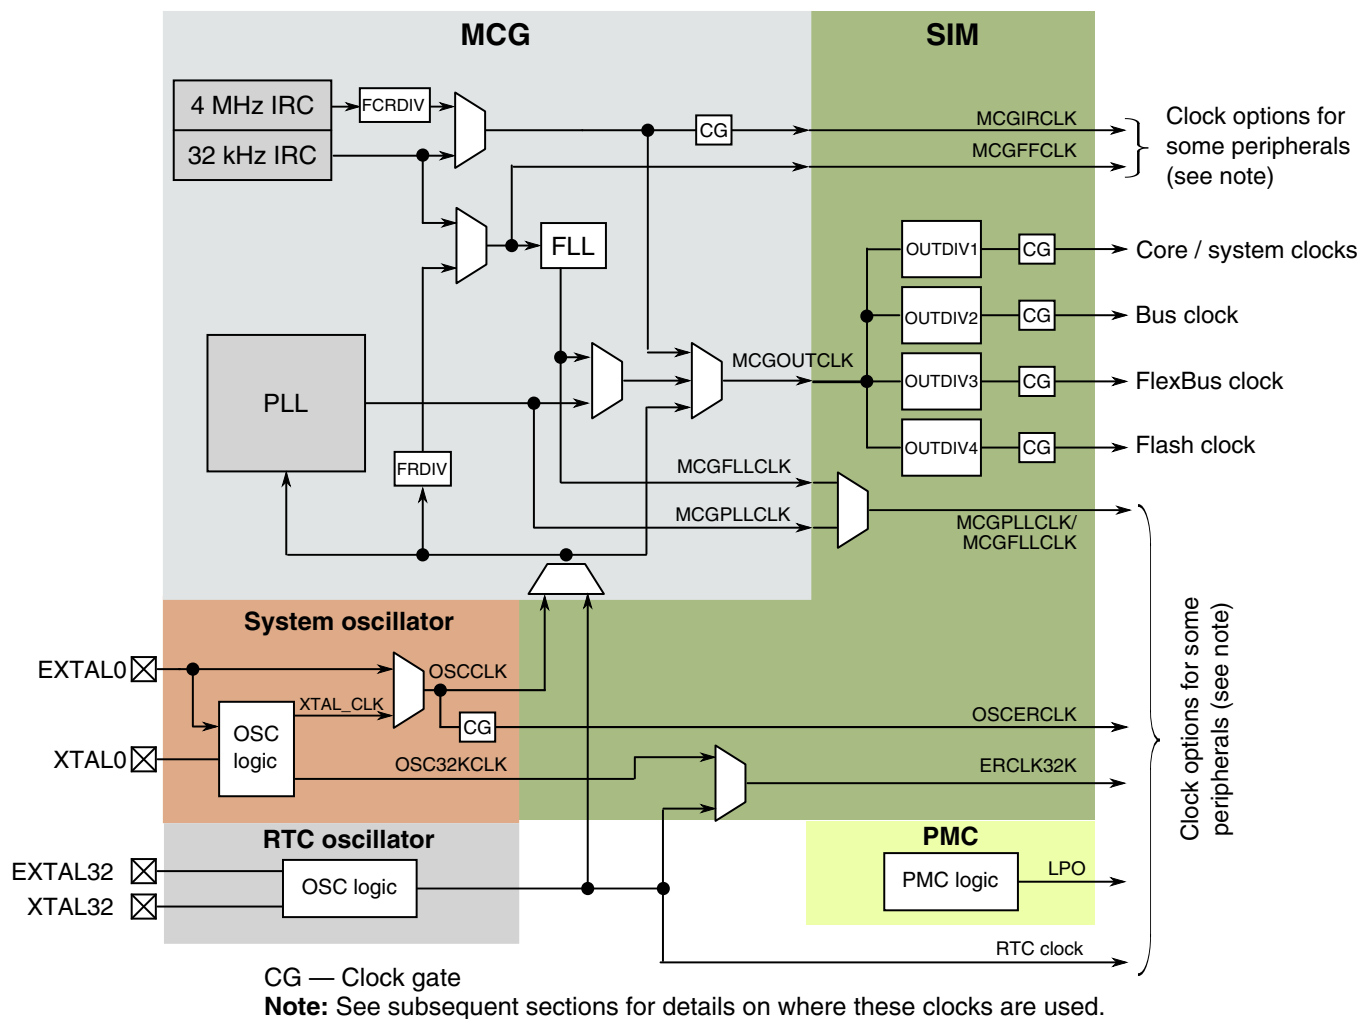 MCG
SIM
4 MHz IRC
FCRDIV
32 kHz IRC
CG
MCGIRCLK
MCGFFCLK
Clock options for
some peripherals
(see note)
FLL
OUTDIV1
CG
Core / system clocks
OUTDIV2
CG
Bus clock
PLL
MCGOUTCLK
OUTDIV3
CG
FlexBus clock
OUTDIV4
CG
Flash clock
FRDIV
MCGFLLCLK
MCGPLLCLK
MCGPLLCLK/
MCGFLLCLK
System oscillator
EXTAL0
OSCCLK
XTAL_CLK
OSC
logic
CG
XTAL0
OSC32KCLK
OSCERCLK
ERCLK32K
Clock options for some
peripherals (see note)
RTC oscillator
EXTAL32
XTAL32
OSC logic
PMC
PMC logic
LPO
RTC clock
CG — Clock gate
Note: See subsequent sections for details on where these clocks are used.